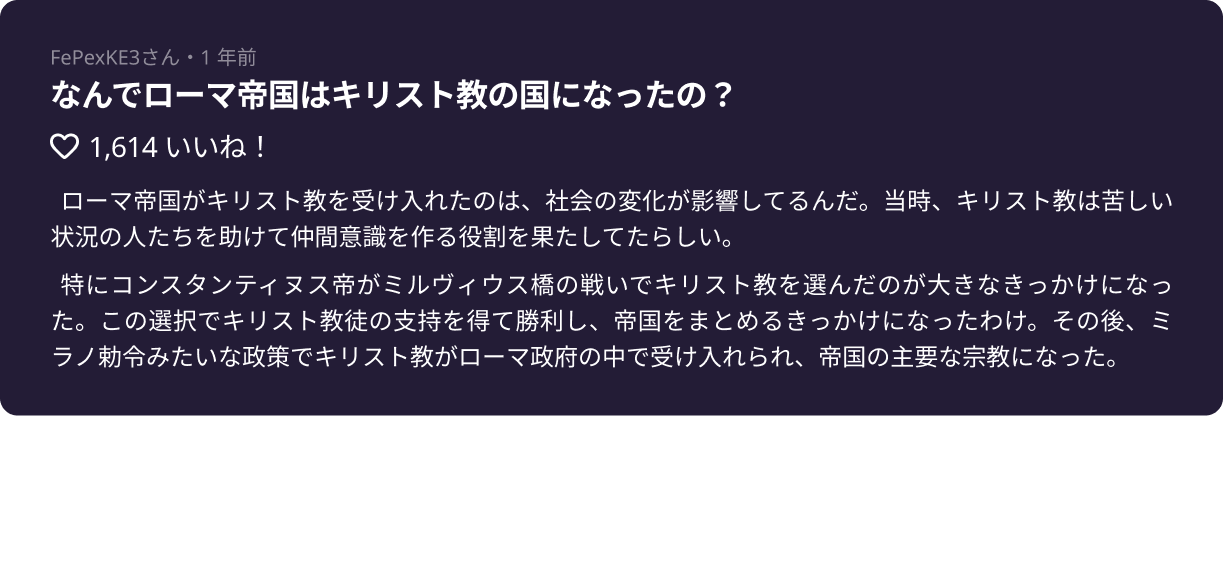 FePexKE3さん・1 年前
なんでローマ帝国はキリスト教の国になったの？
1,614 いいね！
ローマ帝国がキリスト教を受け入れたのは、社会の変化が影響してるんだ。当時、キリスト教は苦しい
状況の人たちを助けて仲間意識を作る役割を果たしてたらしい。
特にコンスタンティヌス帝がミルヴィウス橋の戦いでキリスト教を選んだのが大きなきっかけになっ
た。この選択でキリスト教徒の支持を得て勝利し、帝国をまとめるきっかけになったわけ。その後、ミ
ラノ勅令みたいな政策でキリスト教がローマ政府の中で受け入れられ、帝国の主要な宗教になった。